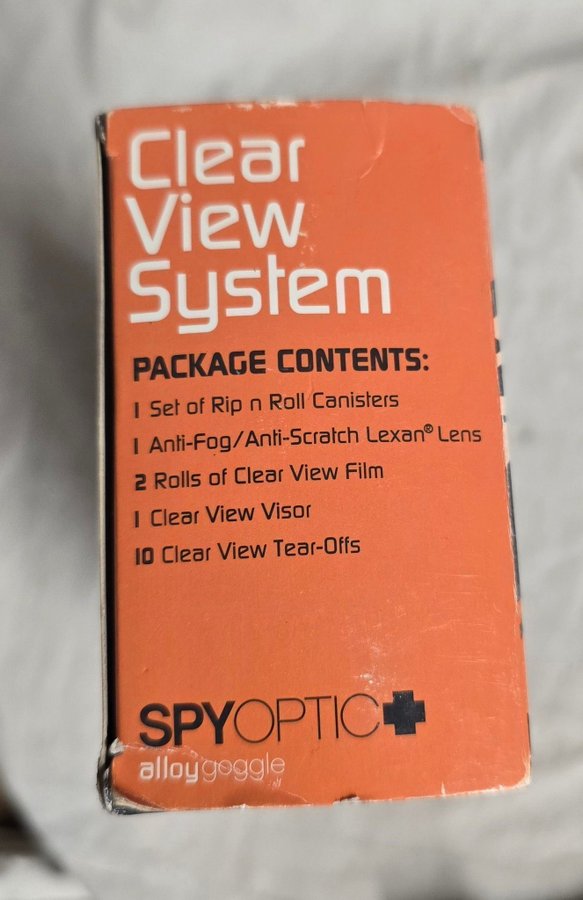 Clear
View
System
PACKAGE CONTENTS:
1 Set of Rip n Roll Canisters
1 Anti-Fog/Anti-Scratch Lexan® Lens
2 Rolls of Clear View Film
1 Clear View Visor
10 Clear View Tear-Offs
SPYOPTIC
alloygoggle